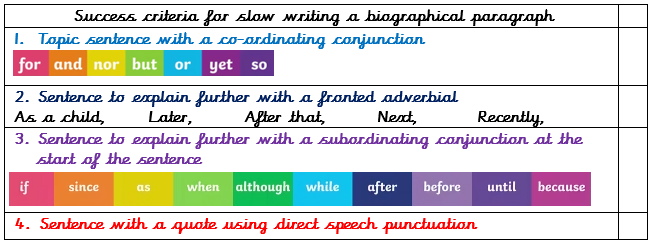 Success criteria for slow writing a biographical paragraph
1. Topic sentence with a co-ordinating conjunction
for and nor but or yet so
2. Sentence to explain further with a fronted adverbial
As a child, Later, After that, Next, Recently,
3. Sentence to explain further with a subordinating conjunction at the
start of the sentence
if since as when although while after before until because
4. Sentence with a quote using direct speech punctuation